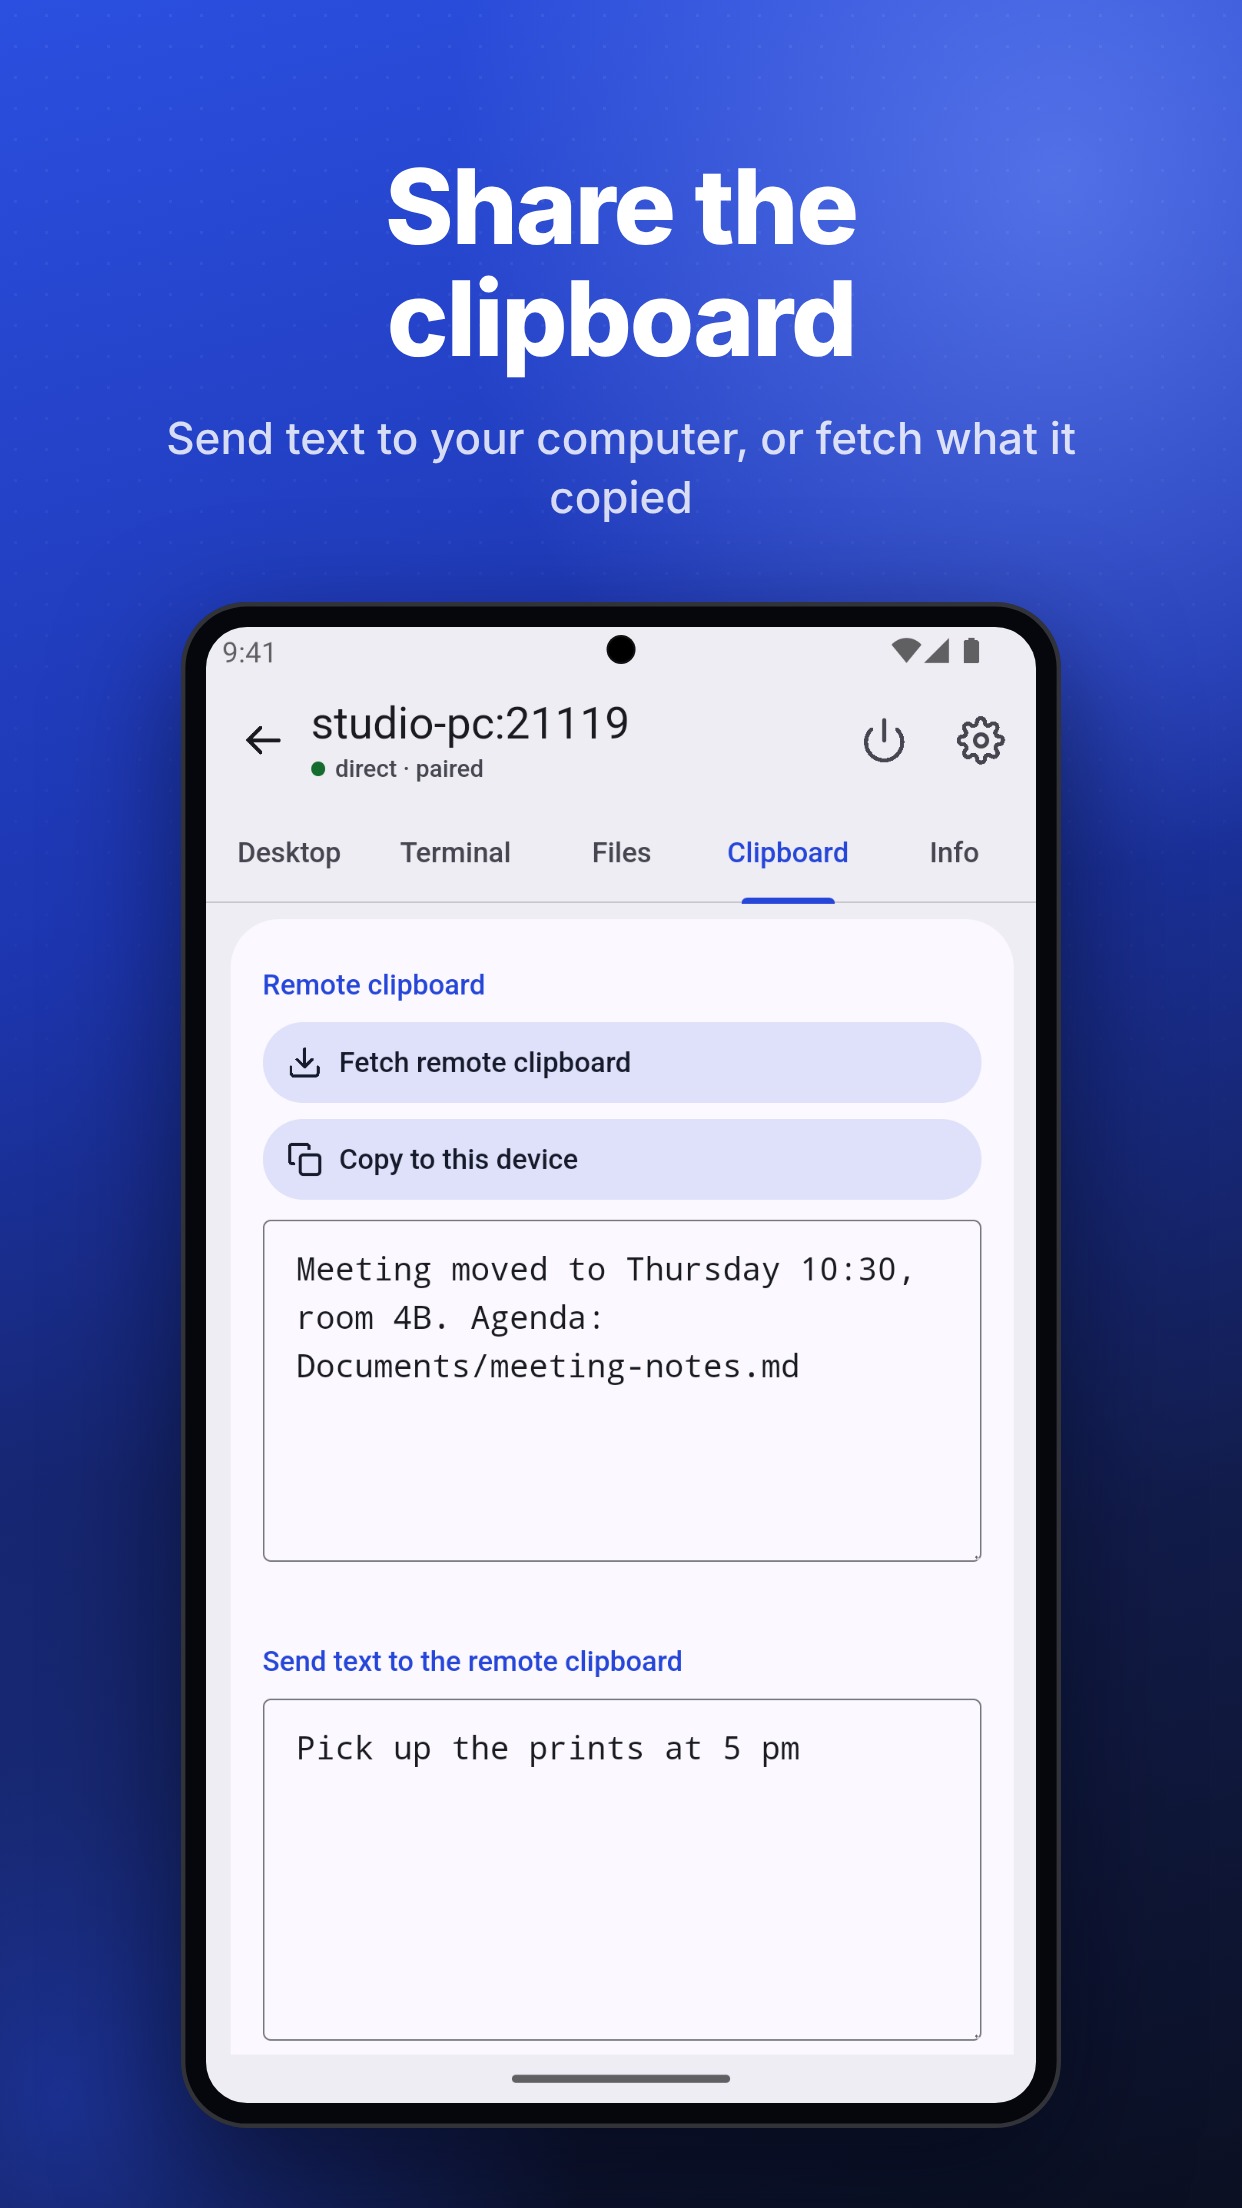 Share the
clipboard
Send text to your computer, or fetch what it
copied
9:41
studio-pc:21119
direct · paired
Desktop Terminal Files Clipboard Info
Remote clipboard
Fetch remote clipboard
Copy to this device
Meeting moved to Thursday 10:30,
room 4B. Agenda:
Documents/meeting-notes.md
Send text to the remote clipboard
Pick up the prints at 5 pm